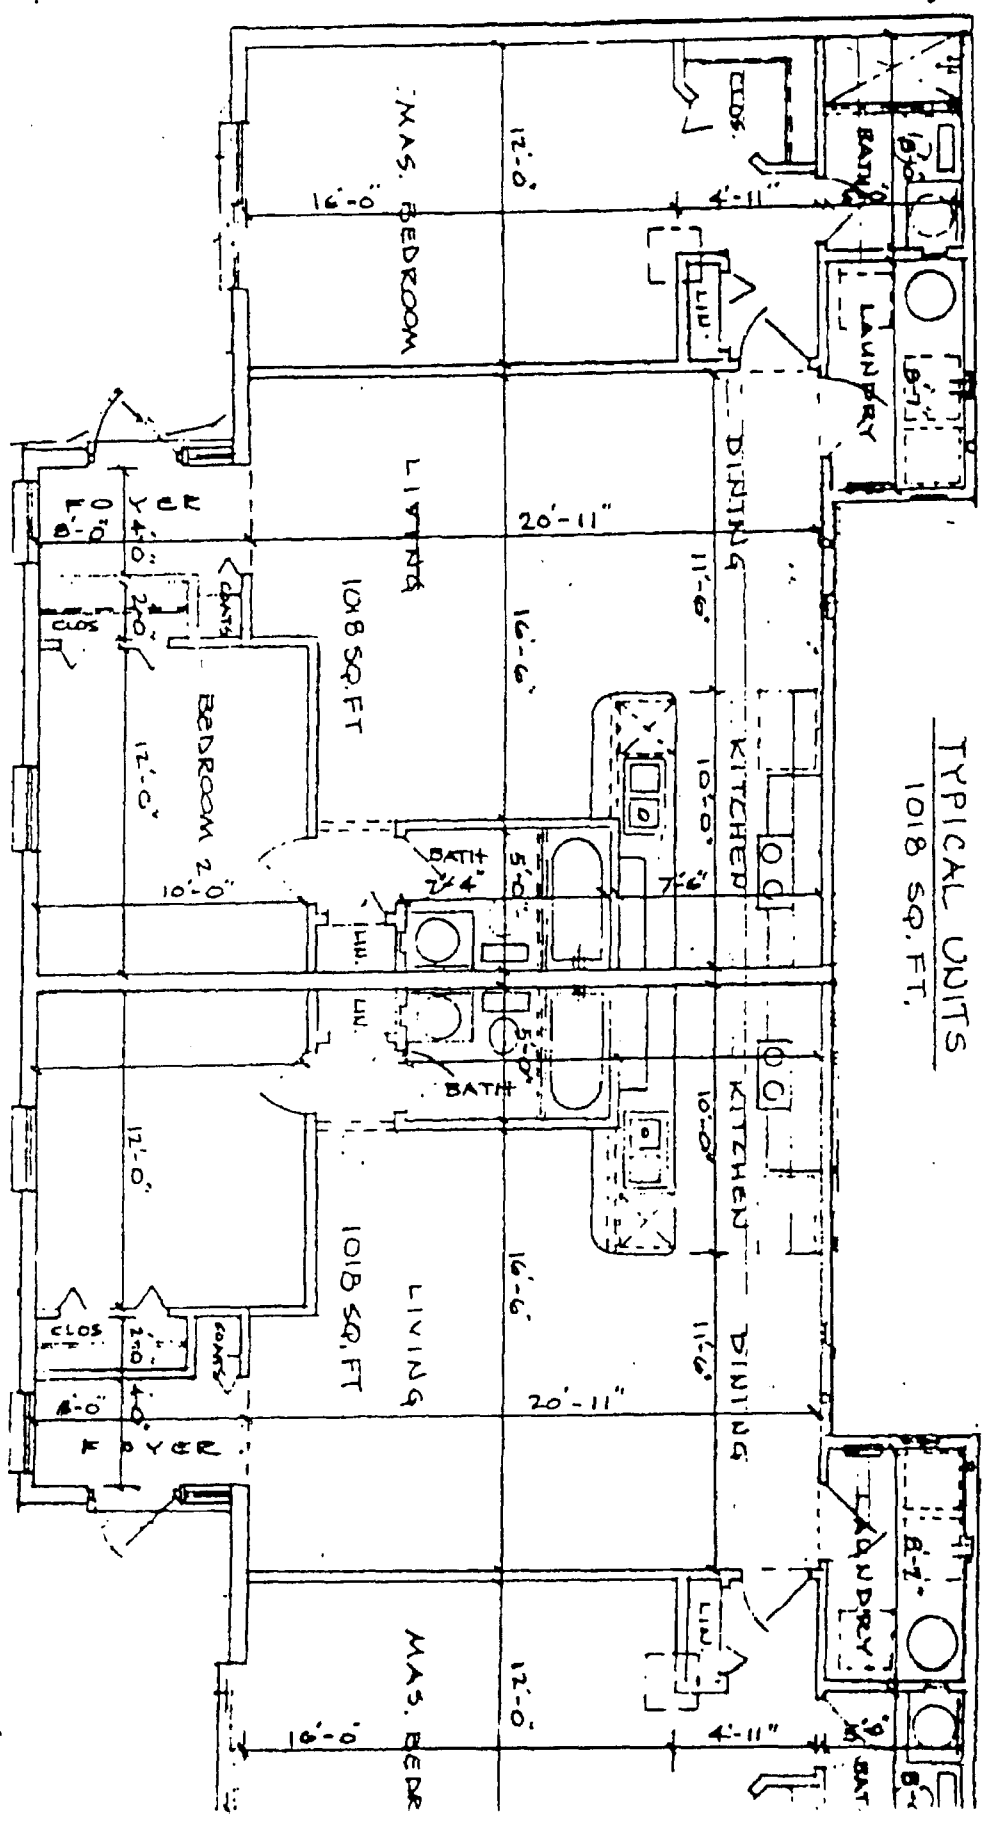 TYPICAL UNITS
1018 SQ. FT.
CLOS.
BATH
MAS. BEDROOM
12'-0"
16'-0"
4'-11"
LIN.
LAUNDRY
8'-7"
FOYER
8'-0"
4'-0"
LIVING
20'-11"
DINING
11'-6"
CLOS
2'-0"
COATS
1018 SQ.FT
16'-6"
BEDROOM 2
12'-0"
10'-0"
KITCHEN
10'-0"
BATH
7'-4"
5'-0"
7'-6"
LIN.
LIN.
5'-0"
BATH
KITCHEN
10'-0"
12'-0"
1018 SQ.FT
LIVING
16'-6"
11'-6"
DINING
CLOS
2'-0"
COATS
8'-0"
4'-0"
FOYER
20'-11"
LAUNDRY
8'-7"
LIN.
MAS. BEDR
12'-0"
16'-0"
4'-11"
BAT